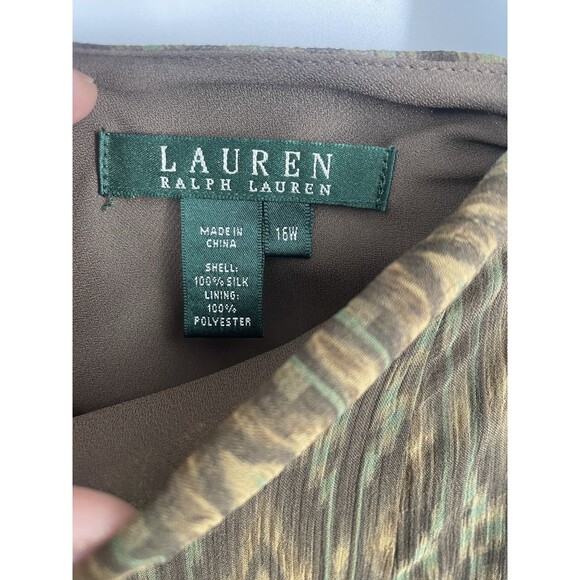 LAUREN
RALPH LAUREN
MADE IN
CHINA
16W
SHELL:
100% SILK
LINING:
100%
POLYESTER